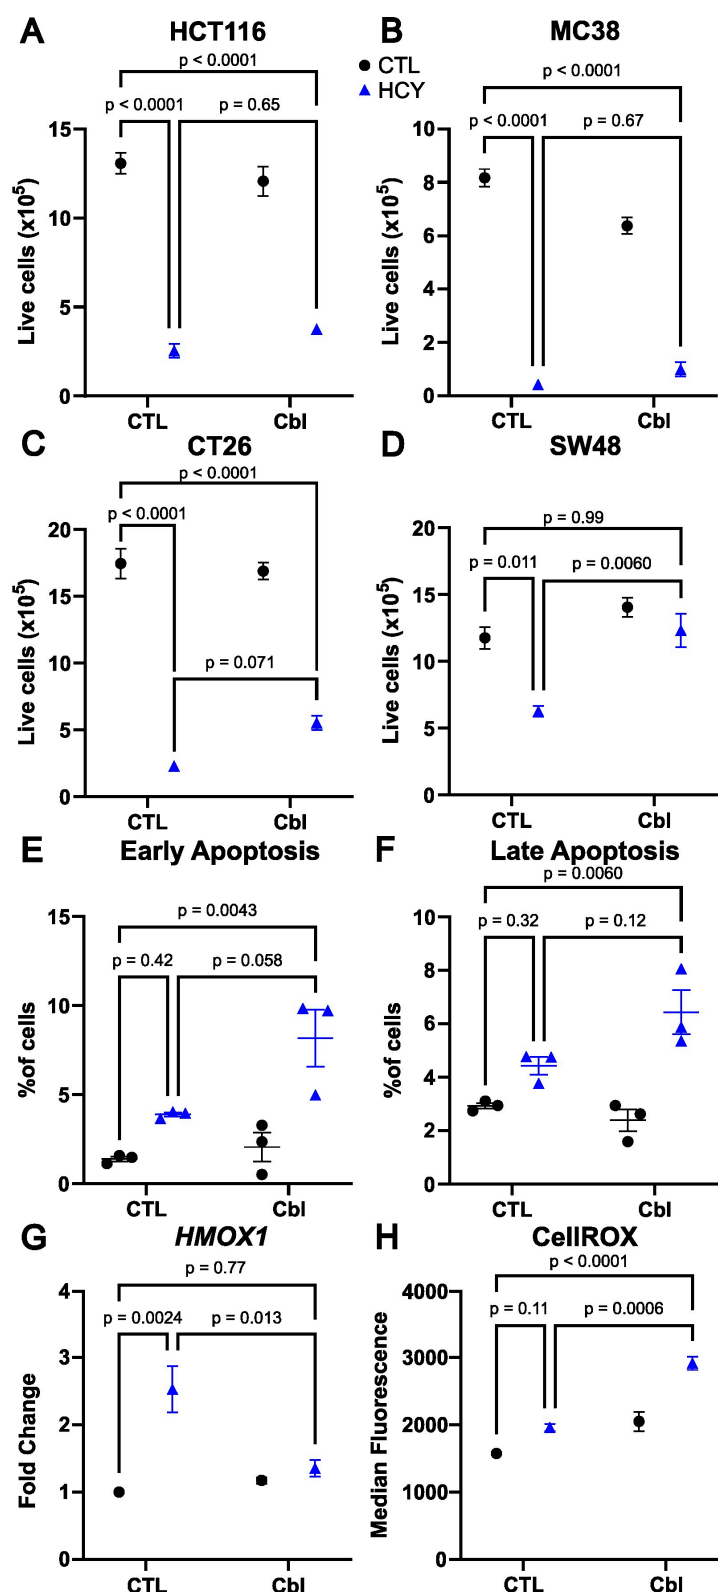 A HCT116
p < 0.0001
p < 0.0001 p = 0.65
15
10
5
0
Live cells (x10⁵)
CTL Cbl
B MC38
CTL
HCY
p < 0.0001
p < 0.0001 p = 0.67
10
8
6
4
2
0
Live cells (x10⁵)
CTL Cbl
C CT26
p < 0.0001
p < 0.0001
p = 0.071
20
15
10
5
0
Live cells (x10⁵)
CTL Cbl
D SW48
p = 0.99
p = 0.011 p = 0.0060
20
15
10
5
0
Live cells (x10⁵)
CTL Cbl
E Early Apoptosis
p = 0.0043
p = 0.42 p = 0.058
15
10
5
0
%of cells
CTL Cbl
F Late Apoptosis
p = 0.0060
p = 0.32 p = 0.12
10
8
6
4
2
0
%of cells
CTL Cbl
G HMOX1
p = 0.77
p = 0.0024 p = 0.013
4
3
2
1
0
Fold Change
CTL Cbl
H CellROX
p < 0.0001
p = 0.11 p = 0.0006
4000
3000
2000
1000
0
Median Fluorescence
CTL Cbl